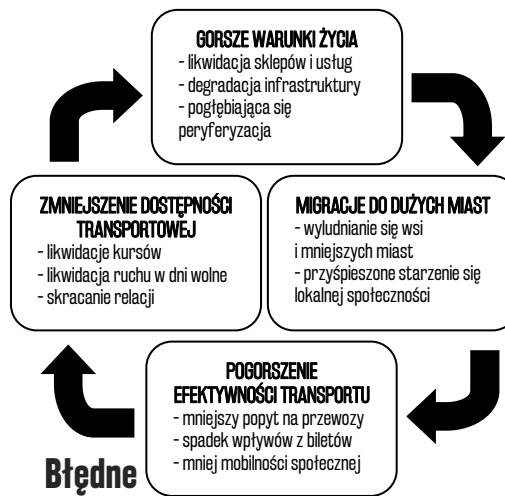 GORSZE WARUNKI ŻYCIA
- likwidacja sklepów i usług
- degradacja infrastruktury
- pogłębiająca się
peryferyzacja
ZMNIEJSZENIE DOSTĘPNOŚCI
TRANSPORTOWEJ
- likwidacje kursów
- likwidacja ruchu w dni wolne
- skracanie relacji
MIGRACJE DO DUŻYCH MIAST
- wyludnianie się wsi
i mniejszych miast
- przyśpieszone starzenie się
lokalnej społeczności
POGORSZENIE
EFEKTYWNOŚCI TRANSPORTU
- mniejszy popyt na przewozy
- spadek wpływów z biletów
- mniej mobilności społecznej
Błędne